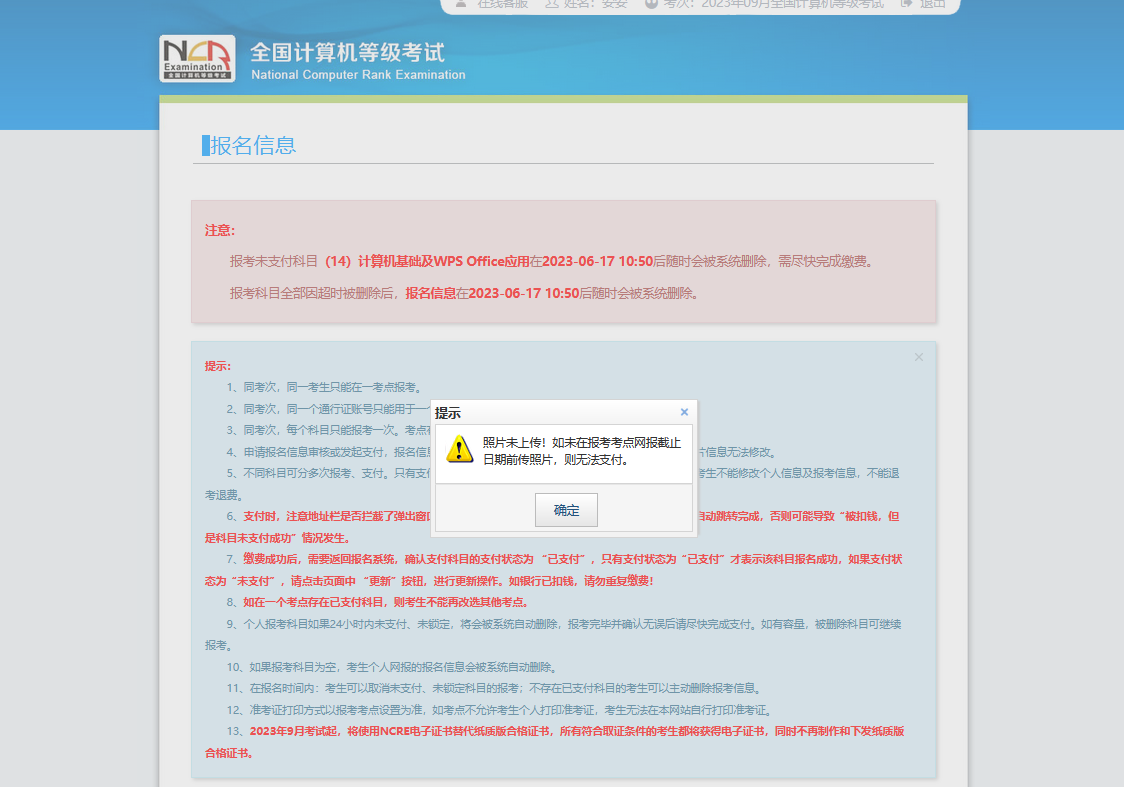 在线客服 姓名：安安 考次：2023年09月全国计算机等级考试 退出
NCR
Examination
全国计算机等级考试
全国计算机等级考试
National Computer Rank Examination
报名信息
注意：
报考未支付科目（14）计算机基础及WPS Office应用在2023-06-17 10:50后随时会被系统删除，需尽快完成缴费。
报考科目全部因超时被删除后，报名信息在2023-06-17 10:50后随时会被系统删除。
提示：
1、同考次，同一考生只能在一考点报考。
2、同考次，同一个通行证账号只能用于一
3、同考次，每个科目只能报考一次。考点
4、申请报名信息审核或发起支付，报名信 信息无法修改。
5、不同科目可分多次报考、支付。只有支 考生不能修改个人信息及报考信息，不能退
考退费。
6、支付时，注意地址栏是否拦截了弹出窗 自动跳转完成，否则可能导致“被扣钱，但
是科目未支付成功”情况发生。
7、缴费成功后，需要返回报名系统，确认支付科目的支付状态为 “已支付”，只有支付状态为“已支付”才表示该科目报名成功，如果支付状
态为“未支付”，请点击页面中 “更新”按钮，进行更新操作。如银行已扣钱，请勿重复缴费！
8、如在一个考点存在已支付科目，则考生不能再改选其他考点。
9、个人报考科目如果24小时内未支付、未锁定，将会被系统自动删除，报考完毕并确认无误后请尽快完成支付。如有容量，被删除科目可继续
报考。
10、如果报考科目为空，考生个人网报的报名信息会被系统自动删除。
11、在报名时间内：考生可以取消未支付、未锁定科目的报考；不存在已支付科目的考生可以主动删除报考信息。
12、准考证打印方式以报考考点设置为准，如考点不允许考生个人打印准考证，考生无法在本网站自行打印准考证。
13、2023年9月考试起，将使用NCRE电子证书替代纸质版合格证书，所有符合取证条件的考生都将获得电子证书，同时不再制作和下发纸质版
合格证书。
提示
照片未上传！如未在报考考点网报截止
日期前传照片，则无法支付。
确定